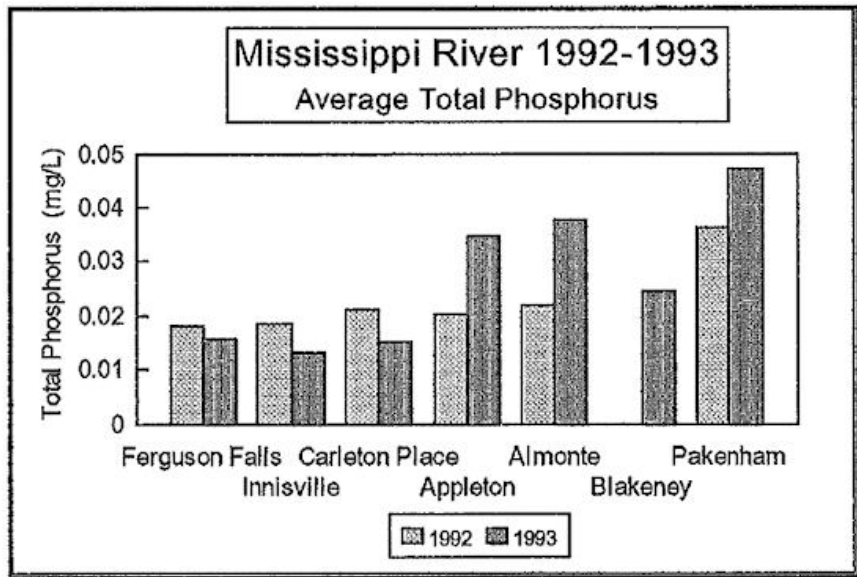 Mississippi River 1992-1993
Average Total Phosphorus
Total Phosphorus (mg/L)
0.05
0.04
0.03
0.02
0.01
0
Ferguson Falls Carleton Place Almonte Pakenham
Innisville Appleton Blakeney
1992 1993